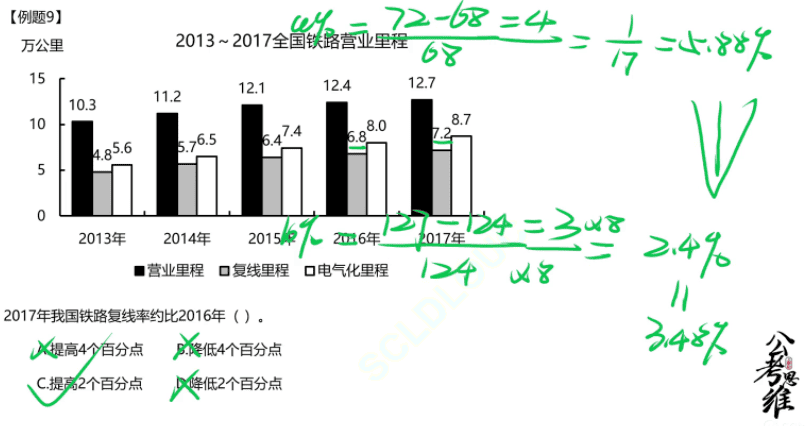 【例题9】
a% = 72-68=4 / 68 = 1/17 = 5.88%
万公里
2013～2017全国铁路营业里程
15
10
5
0
10.3 4.8 5.6
11.2 5.7 6.5
12.1 6.4 7.4
12.4 6.8 8.0
12.7 7.2 8.7
b% = 127-124=3×8 / 124 ×8 = 2.4%
2013年 2014年 2015年 2016年 2017年
营业里程 复线里程 电气化里程
11
3.48%
2017年我国铁路复线率约比2016年（ ）。
A.提高4个百分点 B.降低4个百分点
C.提高2个百分点 D.降低2个百分点
公考思维